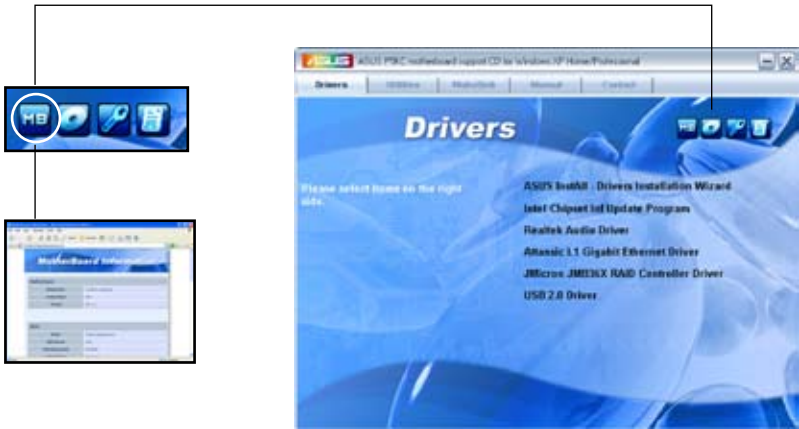 ASUS
ASUS P5KC motherboard support CD for Windows XP Home/Professional
Drivers
Utilities
Make Disk
Manual
Contact
Drivers
MB
MB
Please select items on the right side.
ASUS InstAll - Drivers Installation Wizard
Intel Chipset Inf Update Program
Realtek Audio Driver
Attansic L1 Gigabit Ethernet Driver
JMicron JMB36X RAID Controller Driver
USB 2.0 Driver
MotherBoard Information